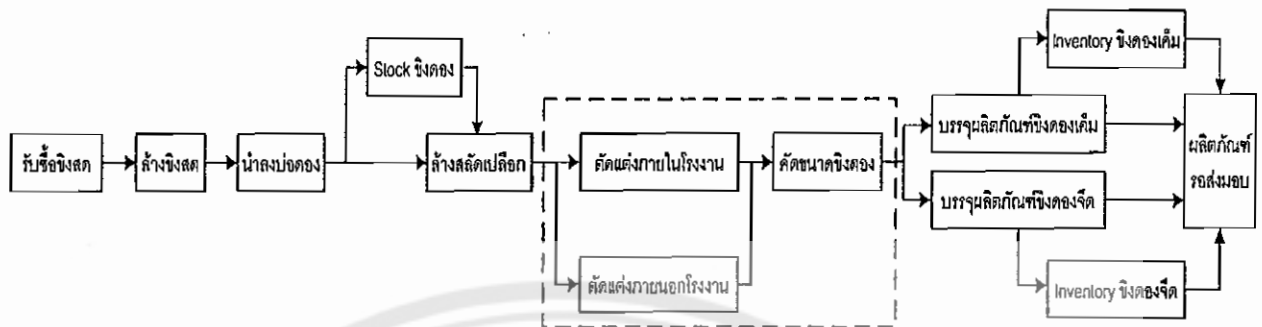 Inventory ขิงดองเค็ม
Stock ขิงดอง
บรรจุผลิตภัณฑ์ขิงดองเค็ม
รับซื้อขิงสด
ล้างขิงสด
นำลงบ่อดอง
ล้างสลัดเปลือก
ตัดแต่งภายในโรงงาน
คัดขนาดขิงดอง
ผลิตภัณฑ์
รอส่งมอบ
บรรจุผลิตภัณฑ์ขิงดองจืด
ตัดแต่งภายนอกโรงงาน
Inventory ขิงดองจืด